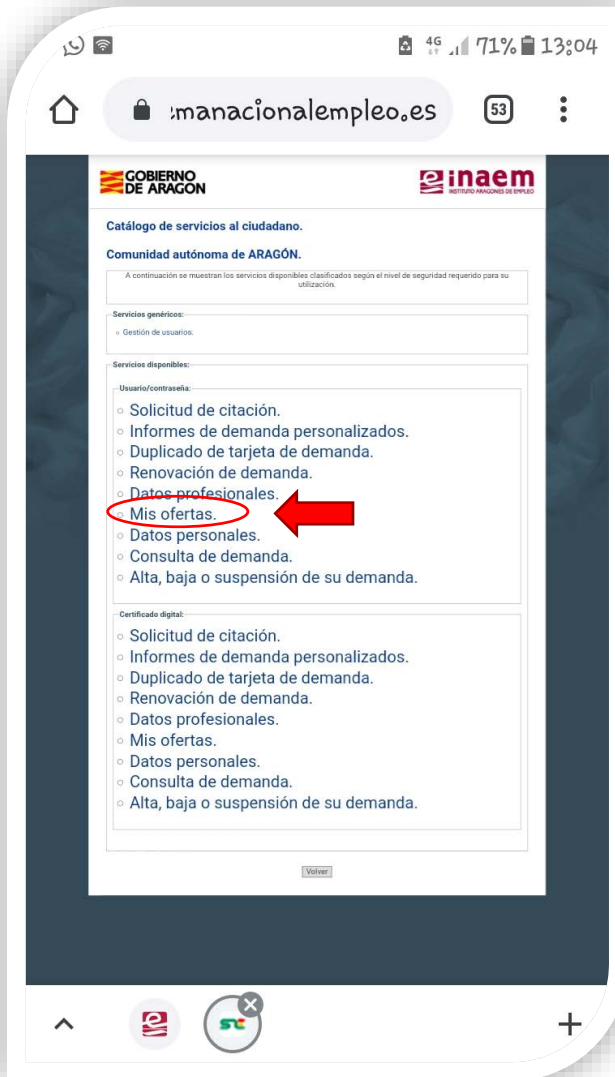 4G 71% 13:04
:manacionalempleo.es 53
GOBIERNO
DE ARAGON
inaem
INSTITUTO ARAGONES DE EMPLEO
Catálogo de servicios al ciudadano.
Comunidad autónoma de ARAGÓN.
A continuación se muestran los servicios disponibles clasificados según el nivel de seguridad requerido para su
utilización.
Servicios genéricos:
Gestión de usuarios.
Servicios disponibles:
Usuario/contraseña:
Solicitud de citación.
Informes de demanda personalizados.
Duplicado de tarjeta de demanda.
Renovación de demanda.
Datos profesionales.
Mis ofertas.
Datos personales.
Consulta de demanda.
Alta, baja o suspensión de su demanda.
Certificado digital:
Solicitud de citación.
Informes de demanda personalizados.
Duplicado de tarjeta de demanda.
Renovación de demanda.
Datos profesionales.
Mis ofertas.
Datos personales.
Consulta de demanda.
Alta, baja o suspensión de su demanda.
Volver